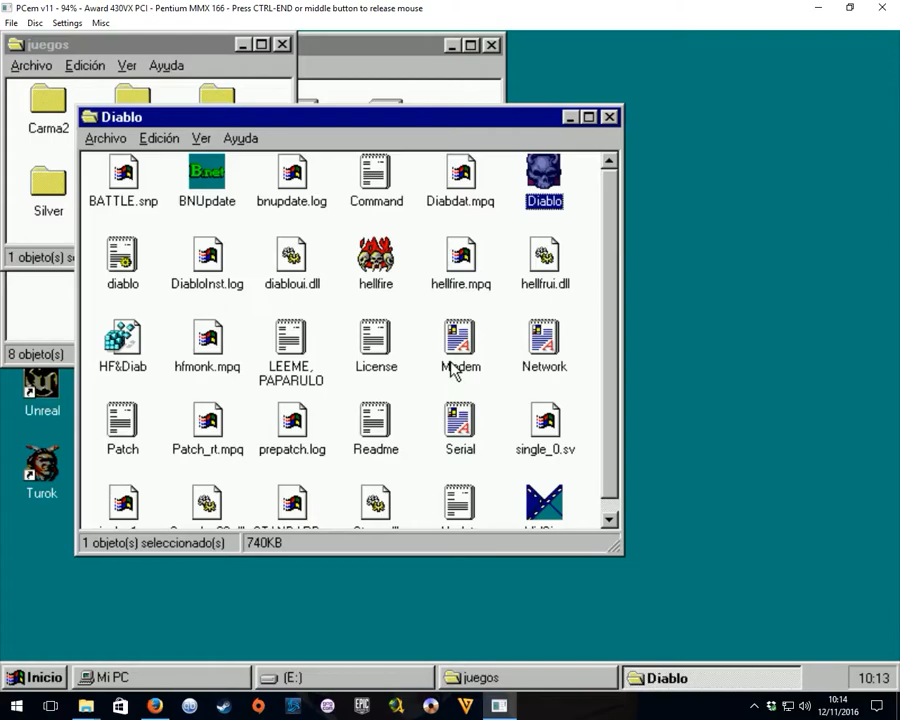 PCem v11 - 94% - Award 430VX PCI - Pentium MMX 166 - Press CTRL-END or middle button to release mouse
File Disc Settings Misc
juegos
Archivo Edición Ver Ayuda
Carma2
Silver
1 objeto(s) s
8 objeto(s)
Diablo
Archivo Edición Ver Ayuda
BATTLE.snp BNUpdate bnupdate.log Command Diabdat.mpq Diablo
diablo DiabloInst.log diabloui.dll hellfire hellfire.mpq hellfrui.dll
HF&Diab hfmonk.mpq LEEME, PAPARULO License Modem Network
Patch Patch_rt.mpq prepatch.log Readme Serial single_0.sv
1 objeto(s) seleccionado(s) 740KB
Unreal
Turok
Inicio Mi PC (E:) juegos Diablo 10:13
10:14
12/11/2016